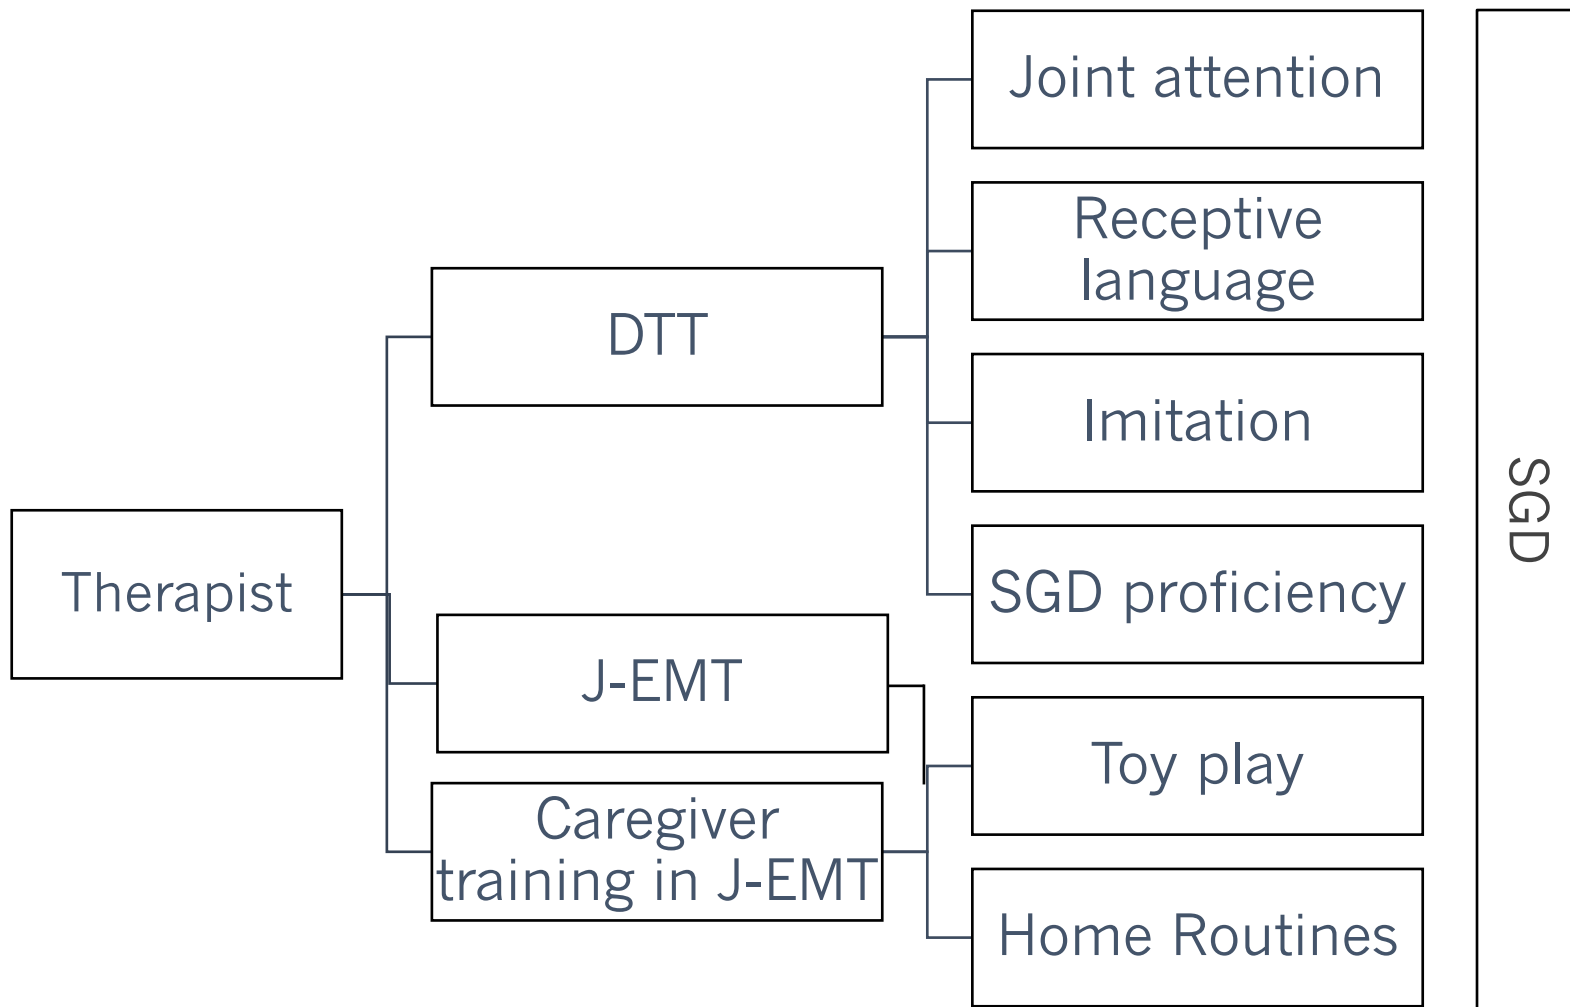 Therapist
DTT
J-EMT
Caregiver
training in J-EMT
Joint attention
Receptive
language
Imitation
SGD proficiency
Toy play
Home Routines
SGD